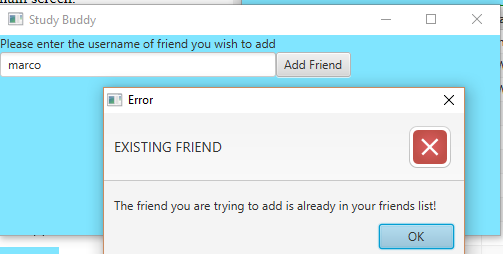 main screen.
Study Buddy
Please enter the username of friend you wish to add
marco
Add Friend
Error
EXISTING FRIEND
The friend you are trying to add is already in your friends list!
OK